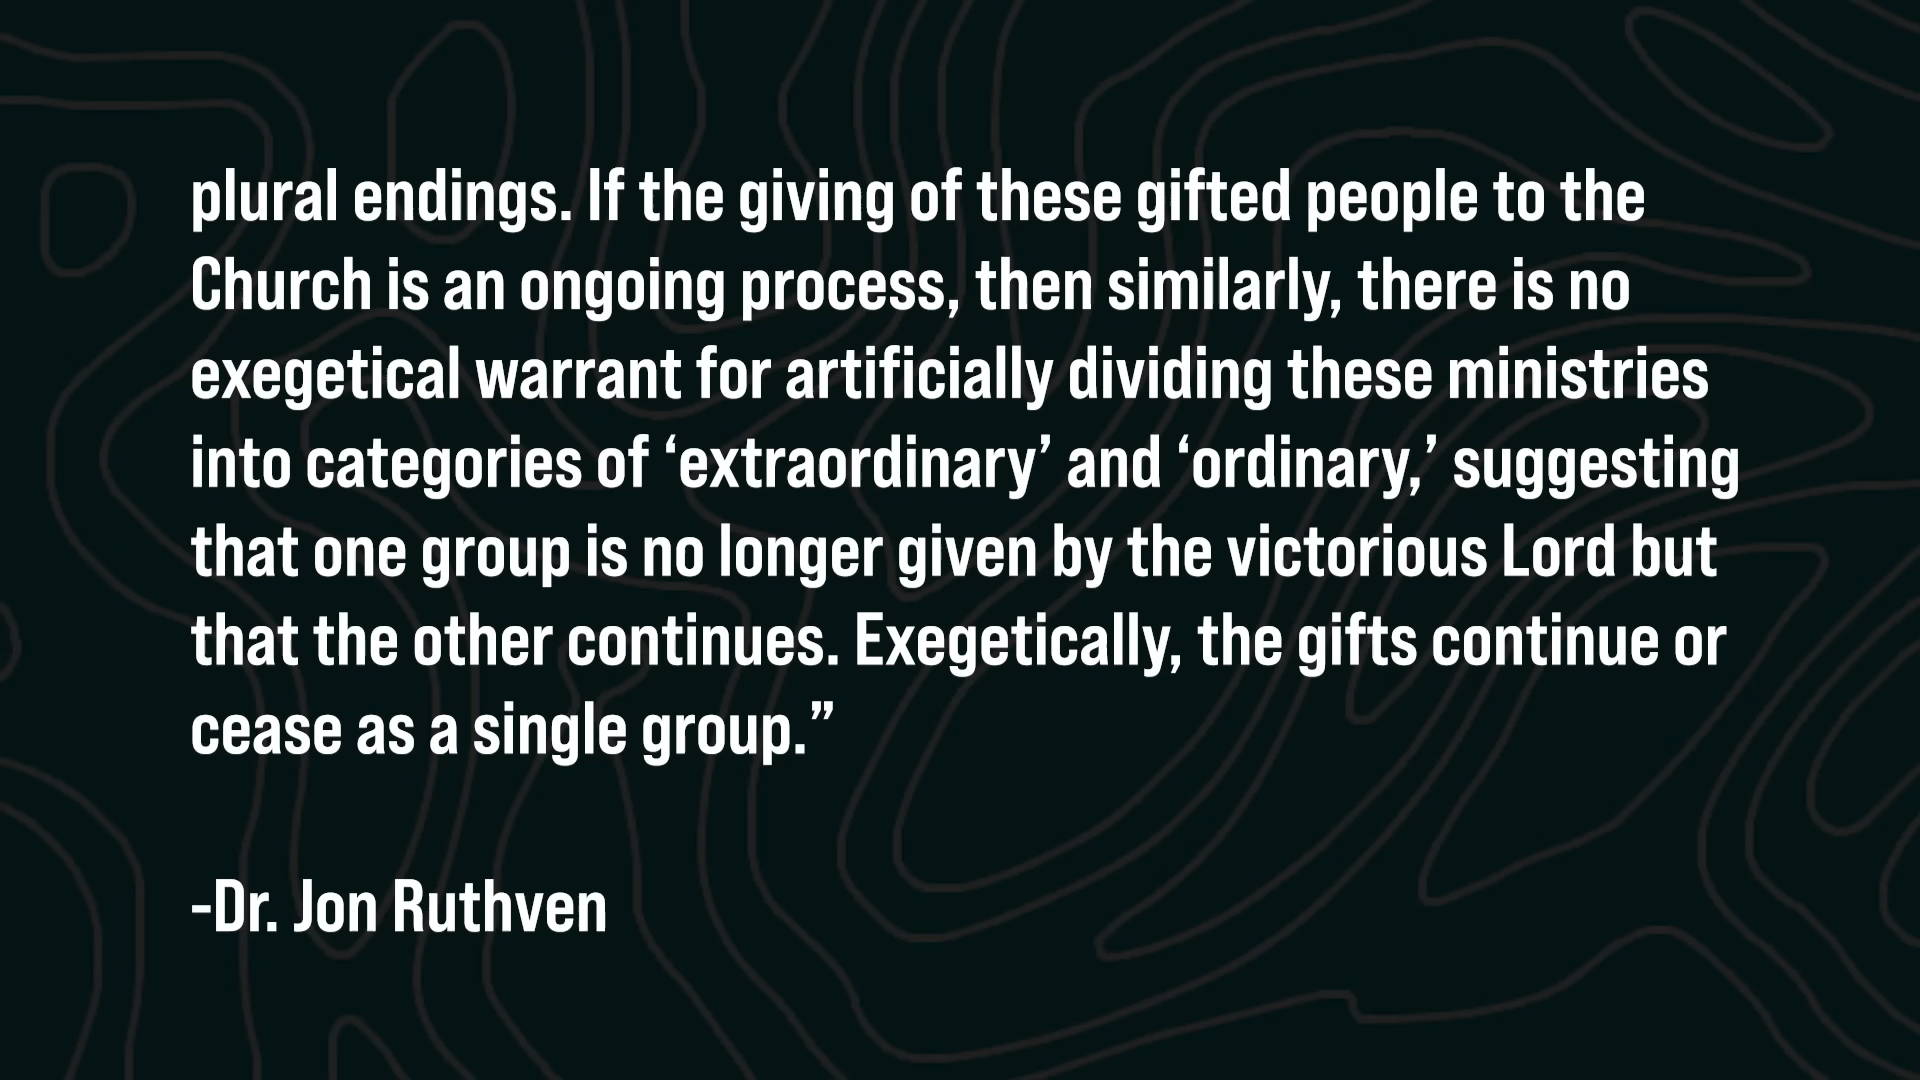 plural endings. If the giving of these gifted people to the
Church is an ongoing process, then similarly, there is no
exegetical warrant for artificially dividing these ministries
into categories of ‘extraordinary’ and ‘ordinary,’ suggesting
that one group is no longer given by the victorious Lord but
that the other continues. Exegetically, the gifts continue or
cease as a single group.”
-Dr. Jon Ruthven